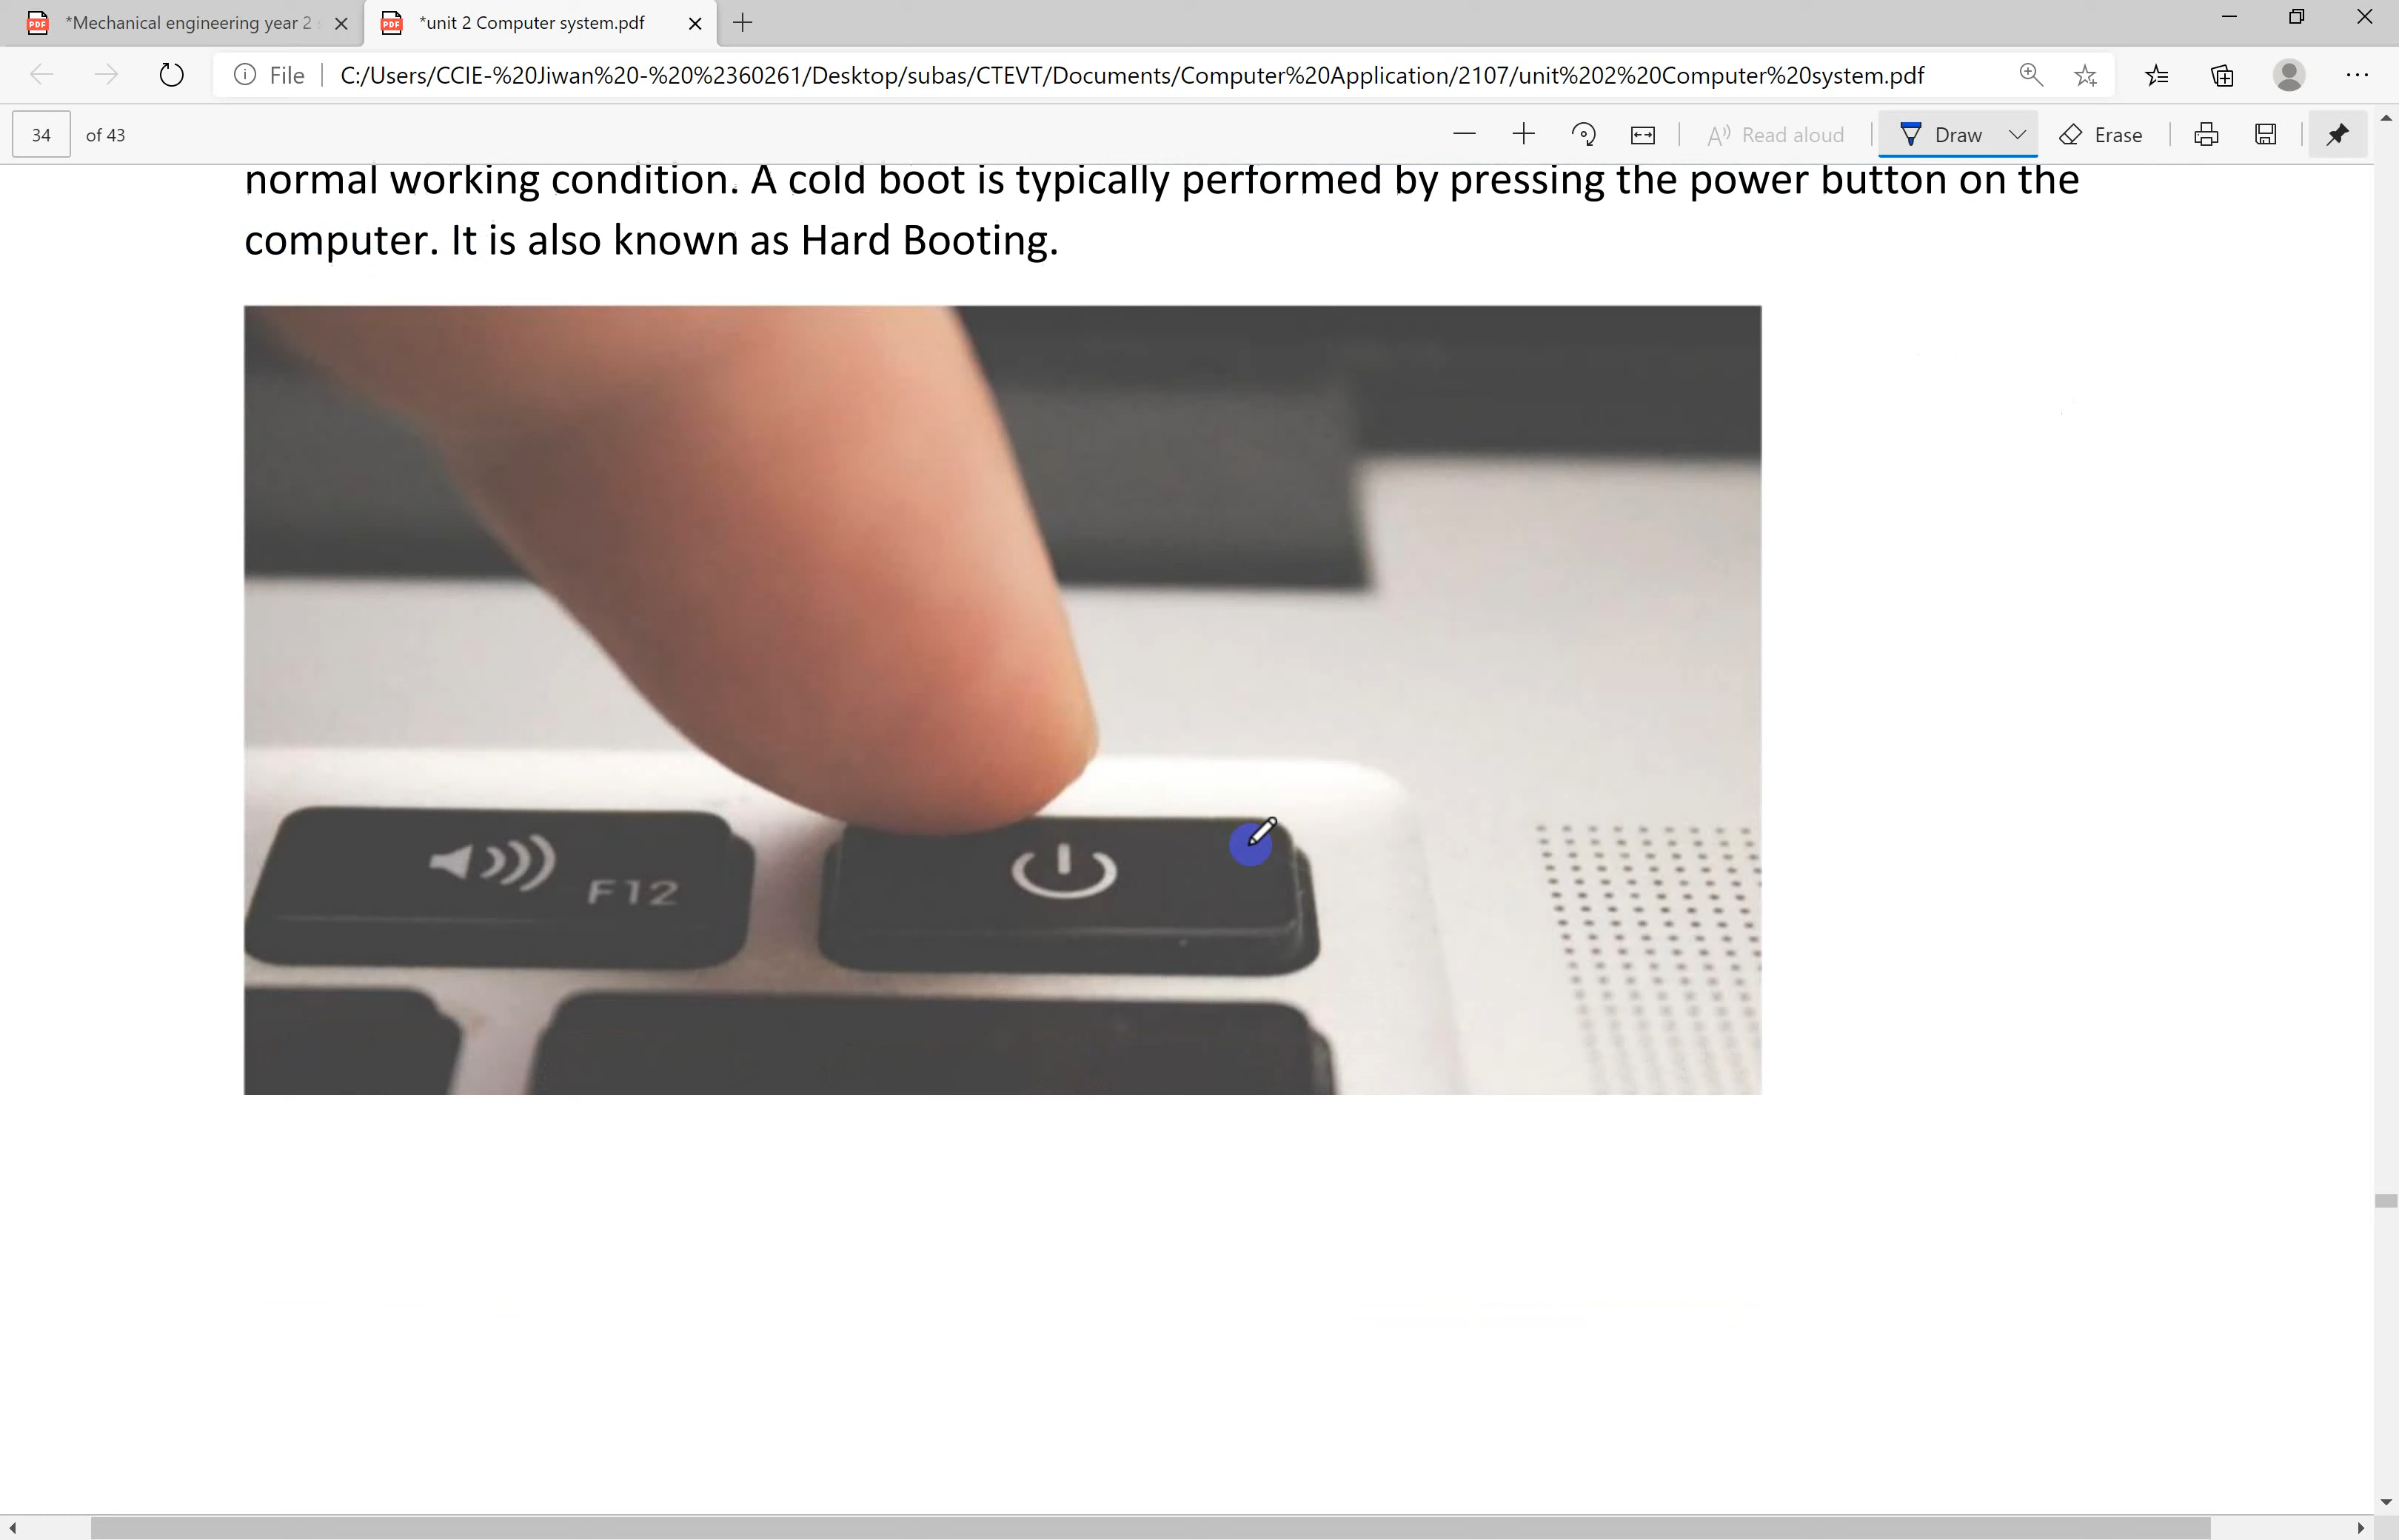 *Mechanical engineering year 2
*unit 2 Computer system.pdf
File
C:/Users/CCIE-%20Jiwan%20-%20%2360261/Desktop/subas/CTEVT/Documents/Computer%20Application/2107/unit%202%20Computer%20system.pdf
34 of 43
Read aloud
Draw
Erase
normal working condition. A cold boot is typically performed by pressing the power button on the
computer. It is also known as Hard Booting.
F12